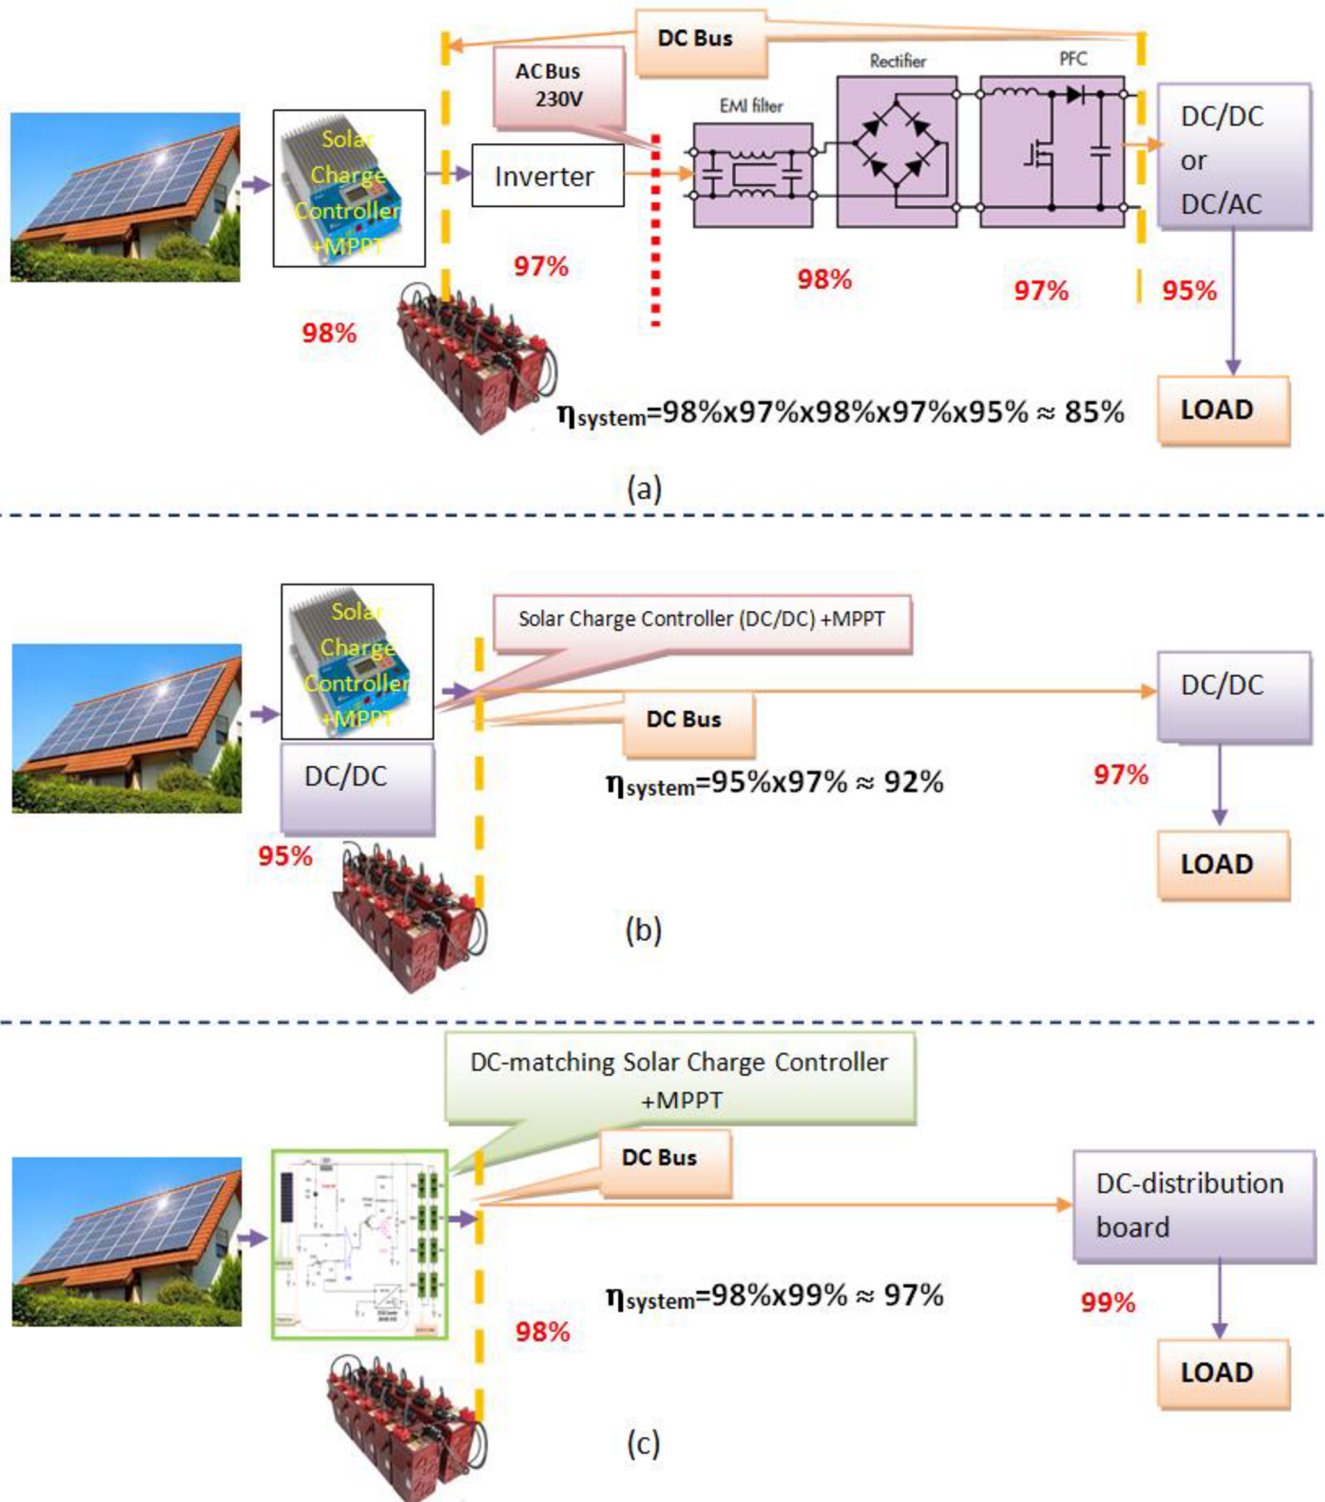 DC Bus
AC Bus
230V
EMI filter
Rectifier
PFC
Solar
Charge
Controller
+MPPT
Inverter
DC/DC
or
DC/AC
98%
97%
98%
97%
95%
ηsystem=98%x97%x98%x97%x95% ≈ 85%
LOAD
(a)
Solar
Charge
Controller
+MPPT
Solar Charge Controller (DC/DC) +MPPT
DC/DC
DC Bus
DC/DC
95%
ηsystem=95%x97% ≈ 92%
97%
LOAD
(b)
DC-matching Solar Charge Controller
+MPPT
DC Bus
DC-distribution
board
98%
ηsystem=98%x99% ≈ 97%
99%
LOAD
(c)